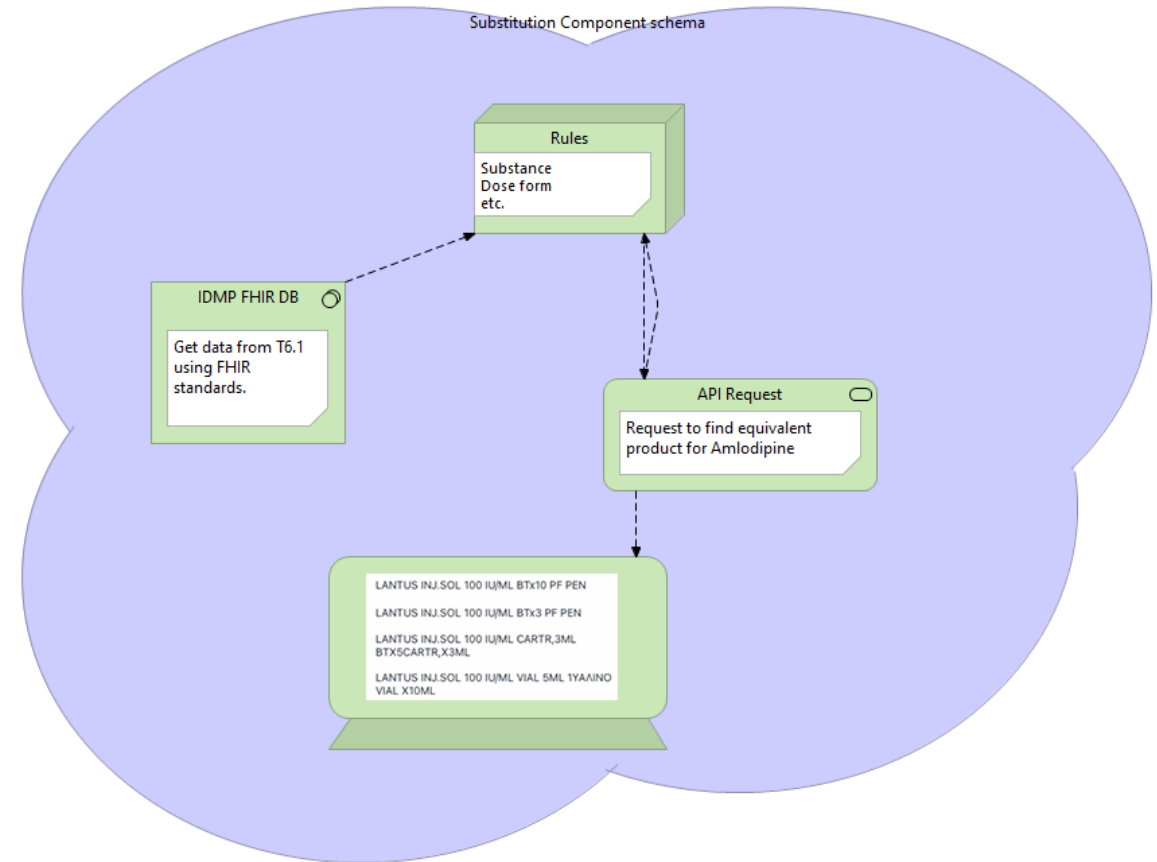 Substitution Component schema
Rules
Substance
Dose form
etc.
IDMP FHIR DB
Get data from T6.1
using FHIR
standards.
API Request
Request to find equivalent
product for Amlodipine
LANTUS INJ.SOL 100 IU/ML BTx10 PF PEN
LANTUS INJ.SOL 100 IU/ML BTx3 PF PEN
LANTUS INJ.SOL 100 IU/ML CARTR,3ML
BTX5CARTR,X3ML
LANTUS INJ.SOL 100 IU/ML VIAL 5ML 1ΥΑΛΙΝΟ
VIAL X10ML